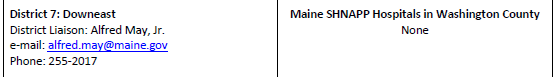 District 7: Downeast
District Liaison: Alfred May, Jr.
e-mail: alfred.may@maine.gov
Phone: 255-2017
Maine SHNAPP Hospitals in Washington County
None